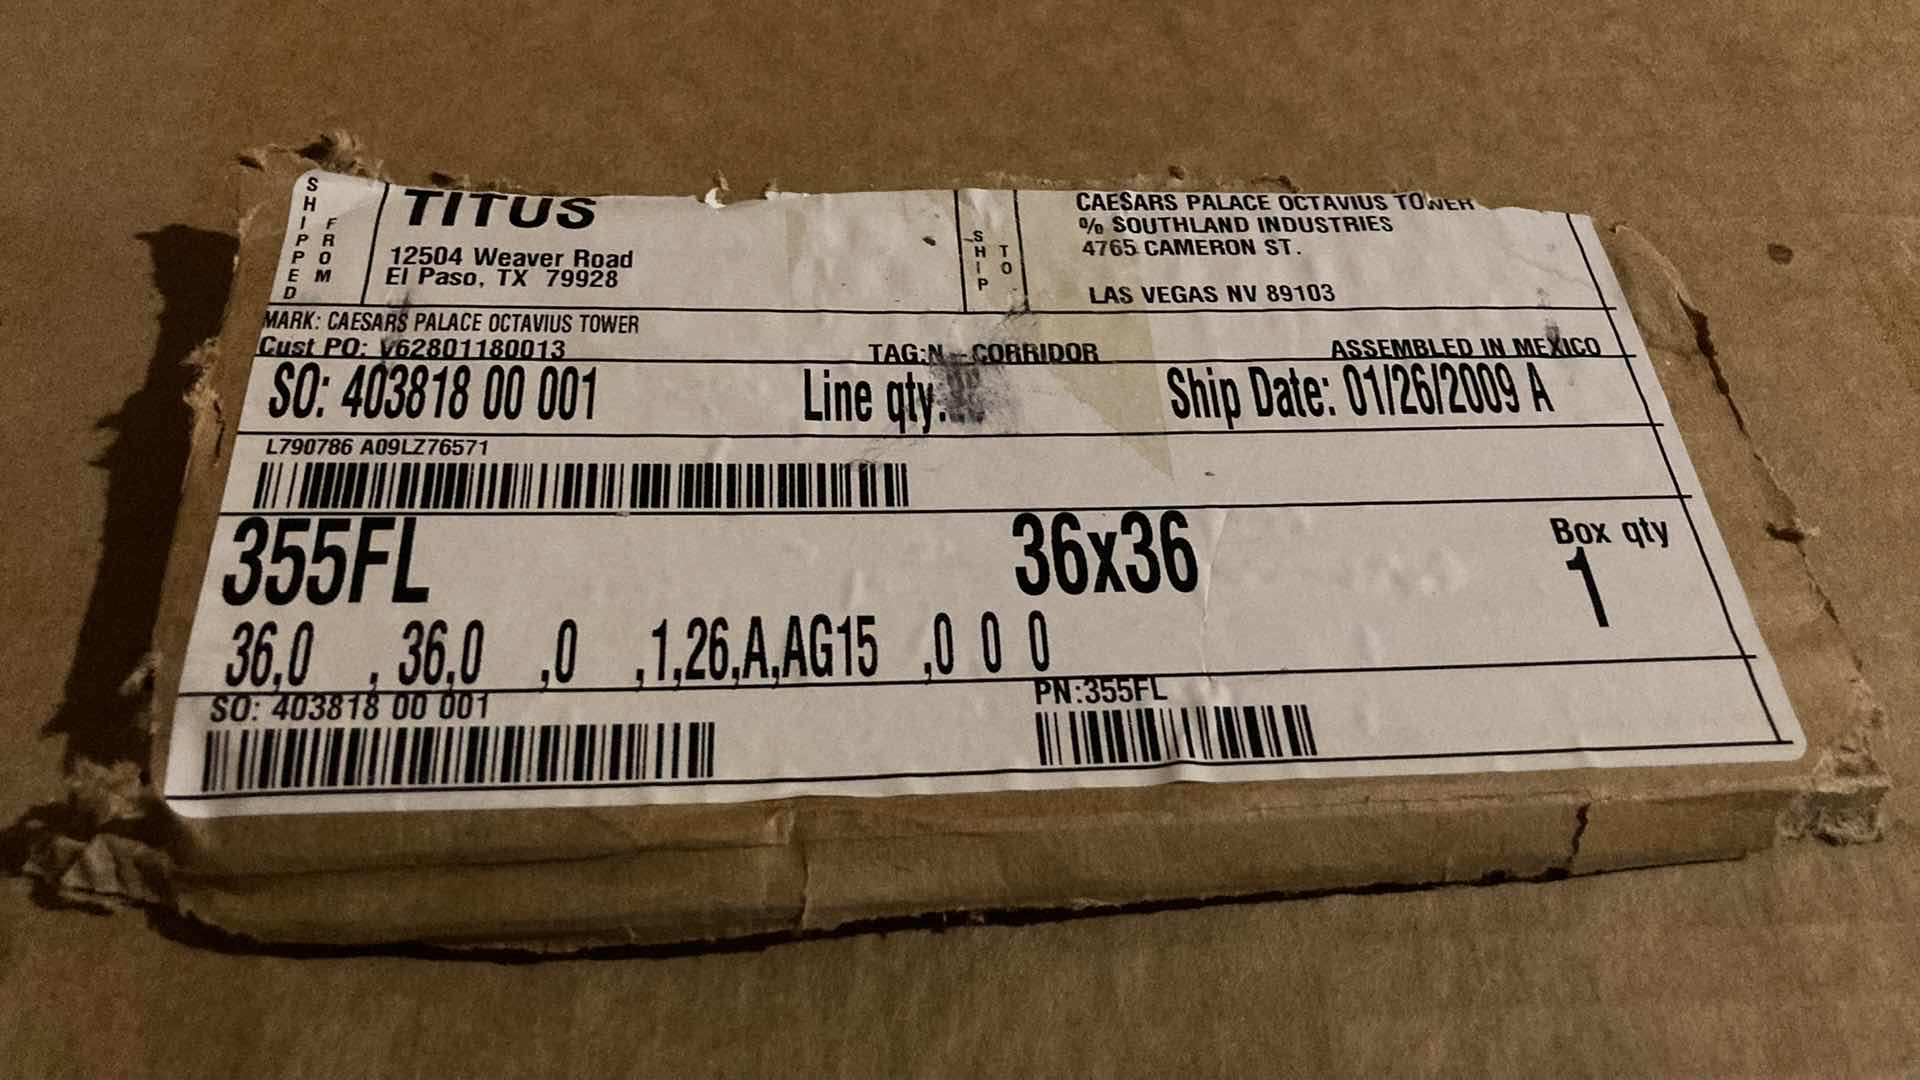 SHIPPED FROM
TITUS
12504 Weaver Road
El Paso, TX 79928
SHIP TO
CAESARS PALACE OCTAVIUS TOWER
% SOUTHLAND INDUSTRIES
4765 CAMERON ST.
LAS VEGAS NV 89103
MARK: CAESARS PALACE OCTAVIUS TOWER
Cust PO: V62801180013 TAG:N - CORRIDOR ASSEMBLED IN MEXICO
SO: 403818 00 001 Line qty: Ship Date: 01/26/2009 A
L790786 A09LZ76571
355FL 36x36 Box qty
1
36,0 , 36,0 ,0 ,1,26,A,AG15 ,0 0 0
SO: 403818 00 001 PN:355FL